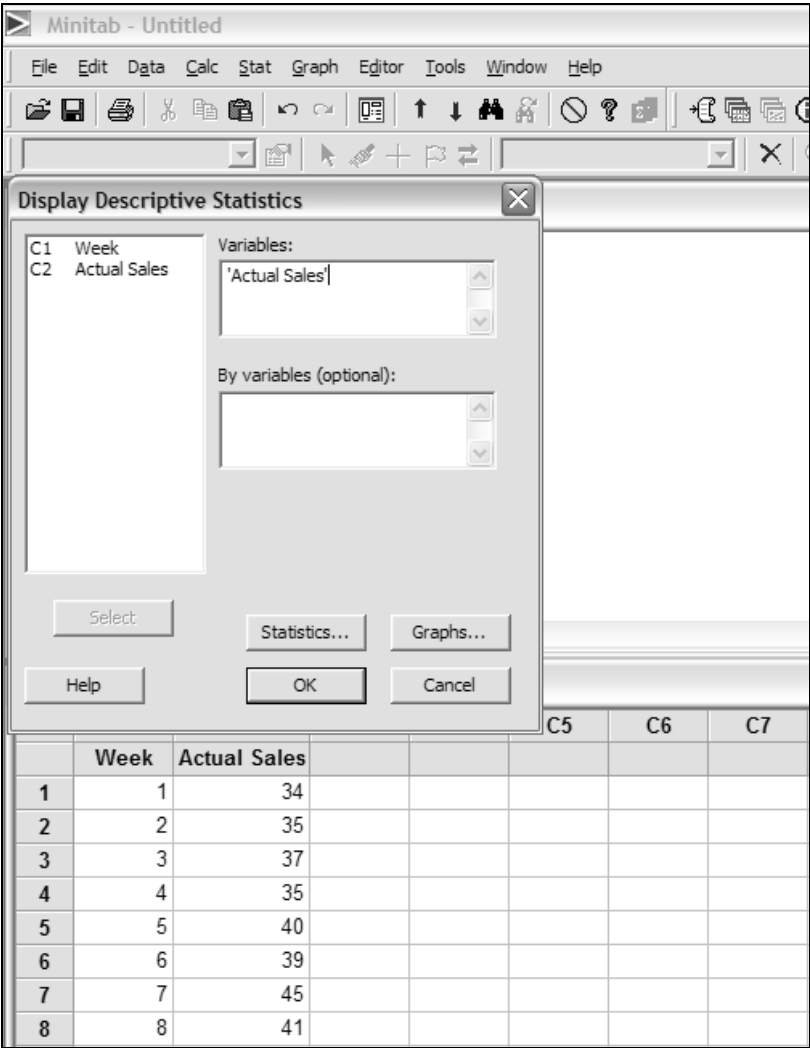 Minitab - Untitled
File Edit Data Calc Stat Graph Editor Tools Window Help
Display Descriptive Statistics
C1 Week
C2 Actual Sales
Variables:
'Actual Sales'
By variables (optional):
Select
Statistics... Graphs...
Help OK Cancel
C5 C6 C7
Week Actual Sales
1 1 34
2 2 35
3 3 37
4 4 35
5 5 40
6 6 39
7 7 45
8 8 41